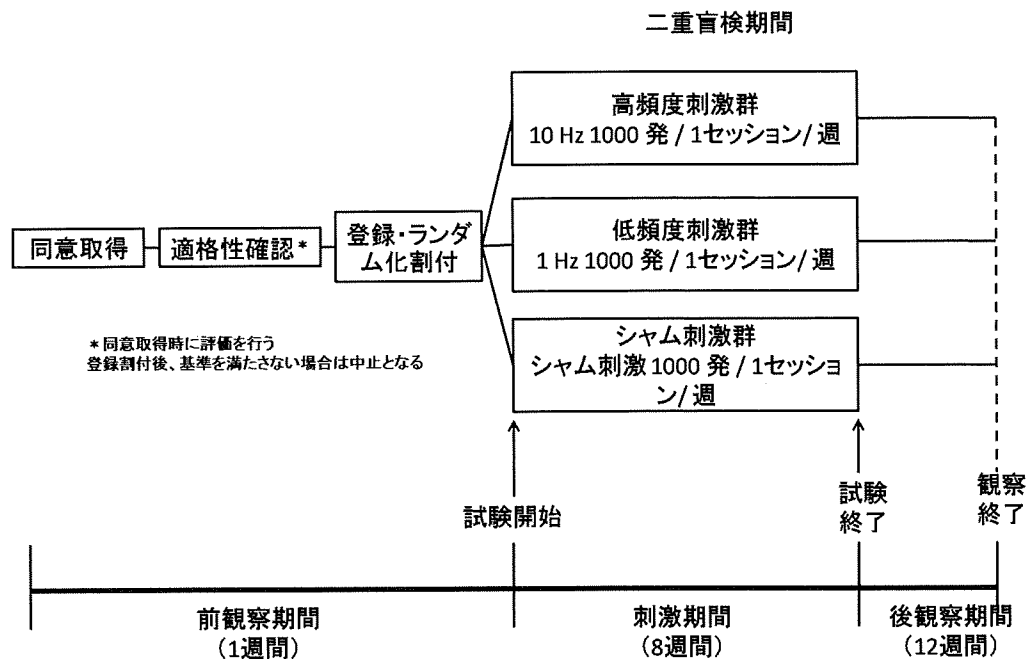 二重盲検期間
高頻度刺激群
10 Hz 1000 発 / 1セッション/ 週
同意取得
適格性確認*
登録・ランダ
ム化割付
低頻度刺激群
1 Hz 1000 発 / 1セッション/ 週
シャム刺激群
シャム刺激 1000 発 / 1セッショ
ン/ 週
*同意取得時に評価を行う
登録割付後、基準を満たさない場合は中止となる
試験開始
試験
終了
観察
終了
前観察期間
(1週間)
刺激期間
(8週間)
後観察期間
(12週間)